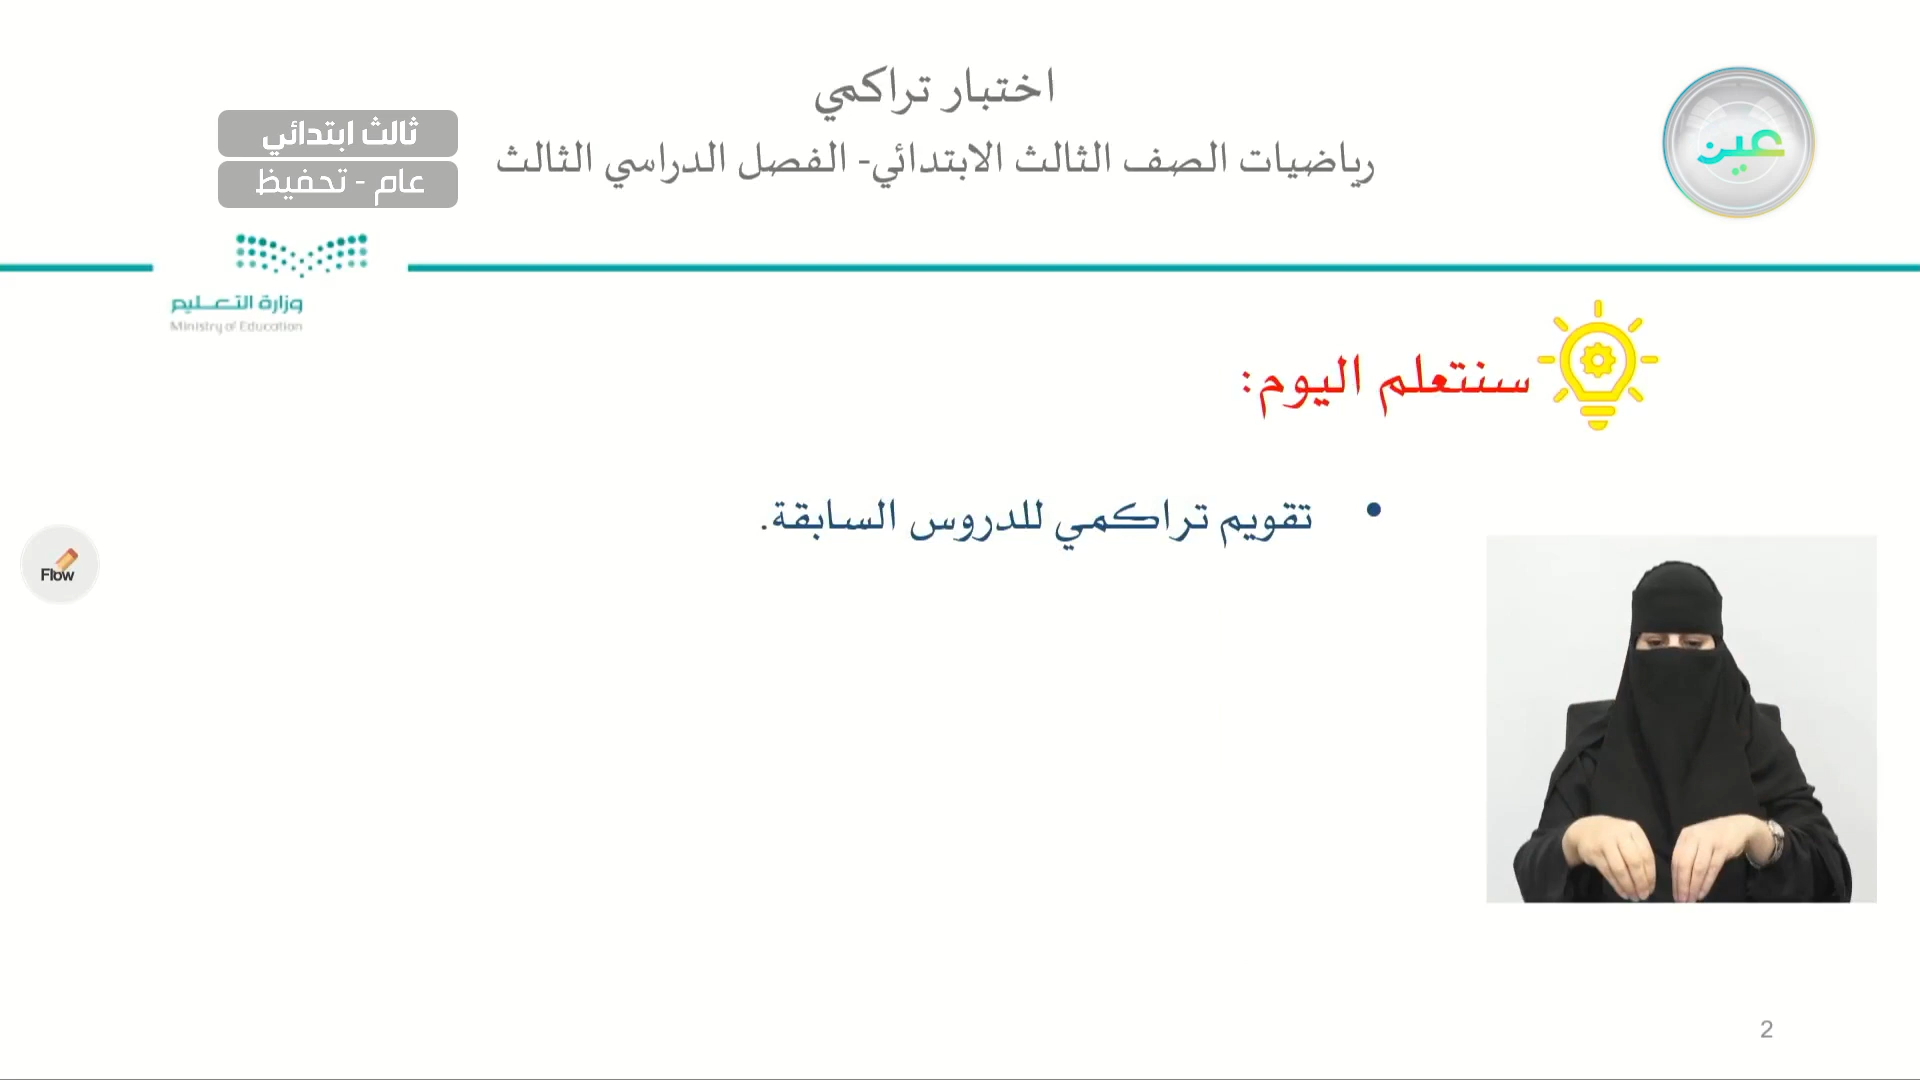 اختبار تراكمي
رياضيات الصف الثالث الابتدائي- الفصل الدراسي الثالث
عين
ثالث ابتدائي
عام - تحفيظ
وزارة التعليم
Ministry of Education
سنتعلم اليوم:
• تقويم تراكمي للدروس السابقة.
Flow
2